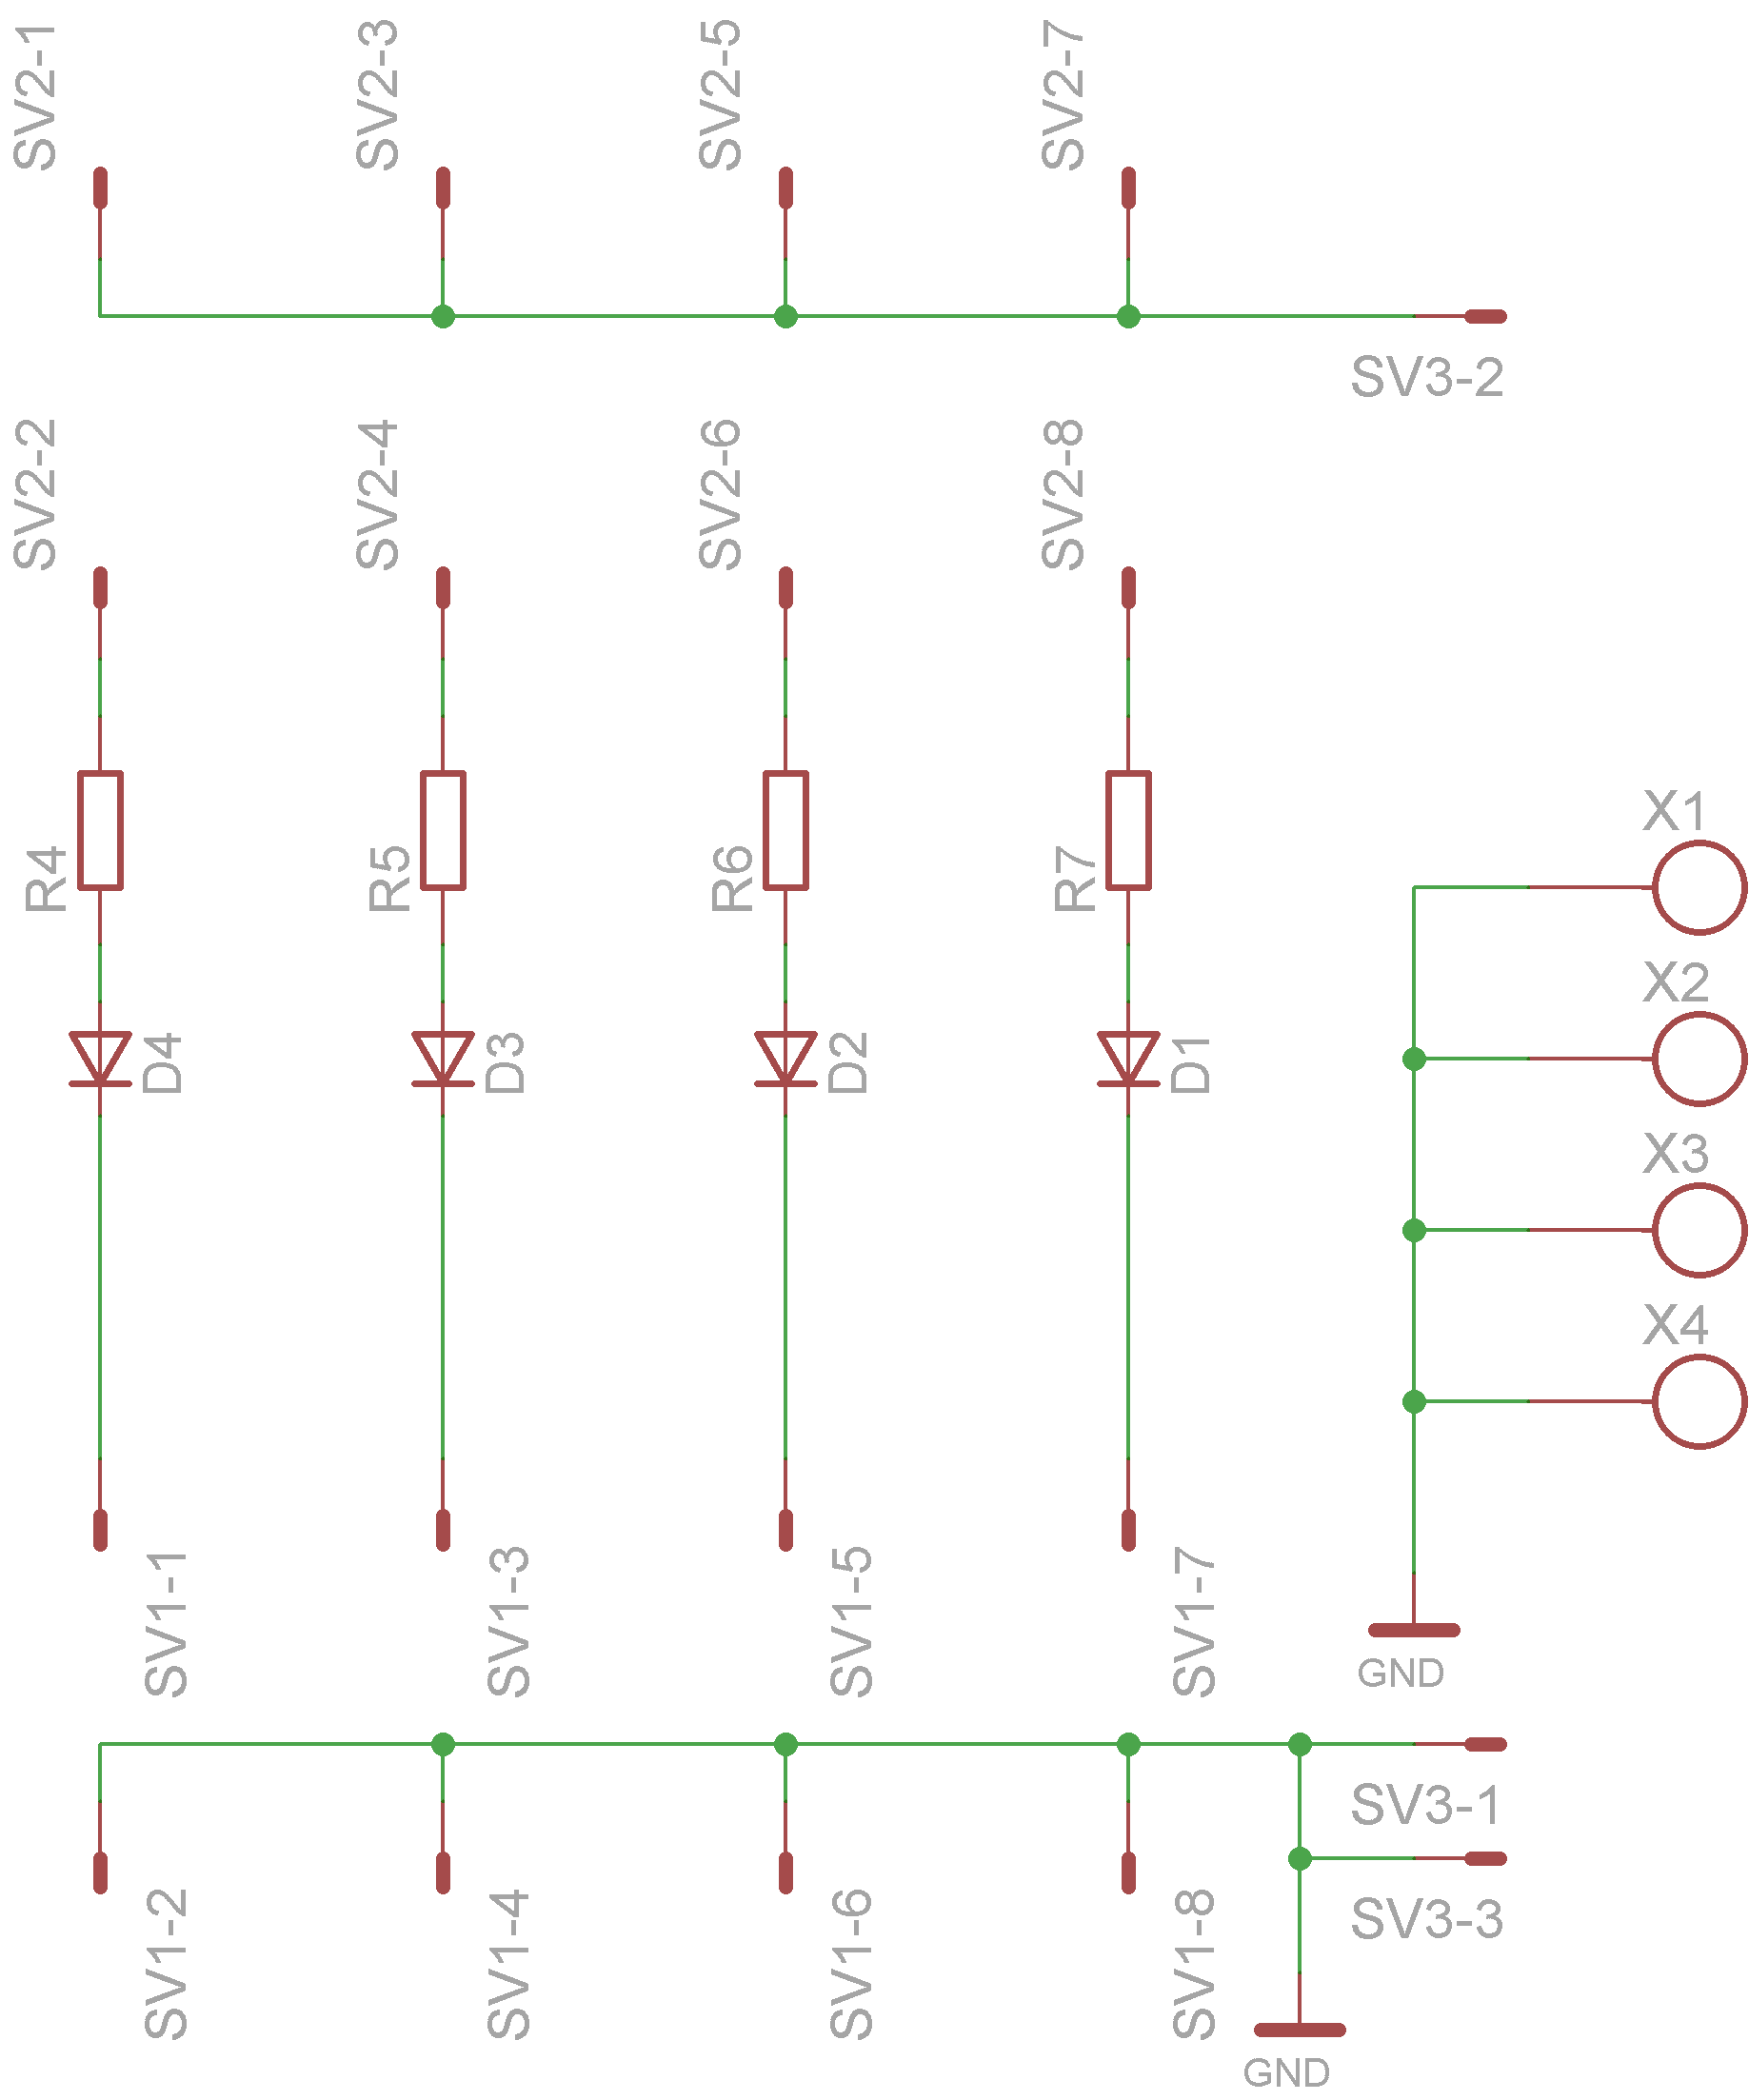 SV2-1
SV2-3
SV2-5
SV2-7
SV3-2
SV2-2
SV2-4
SV2-6
SV2-8
R4
R5
R6
R7
X1
X2
D4
D3
D2
D1
X3
X4
SV1-1
SV1-3
SV1-5
SV1-7
GND
SV3-1
SV1-2
SV1-4
SV1-6
SV1-8
SV3-3
GND